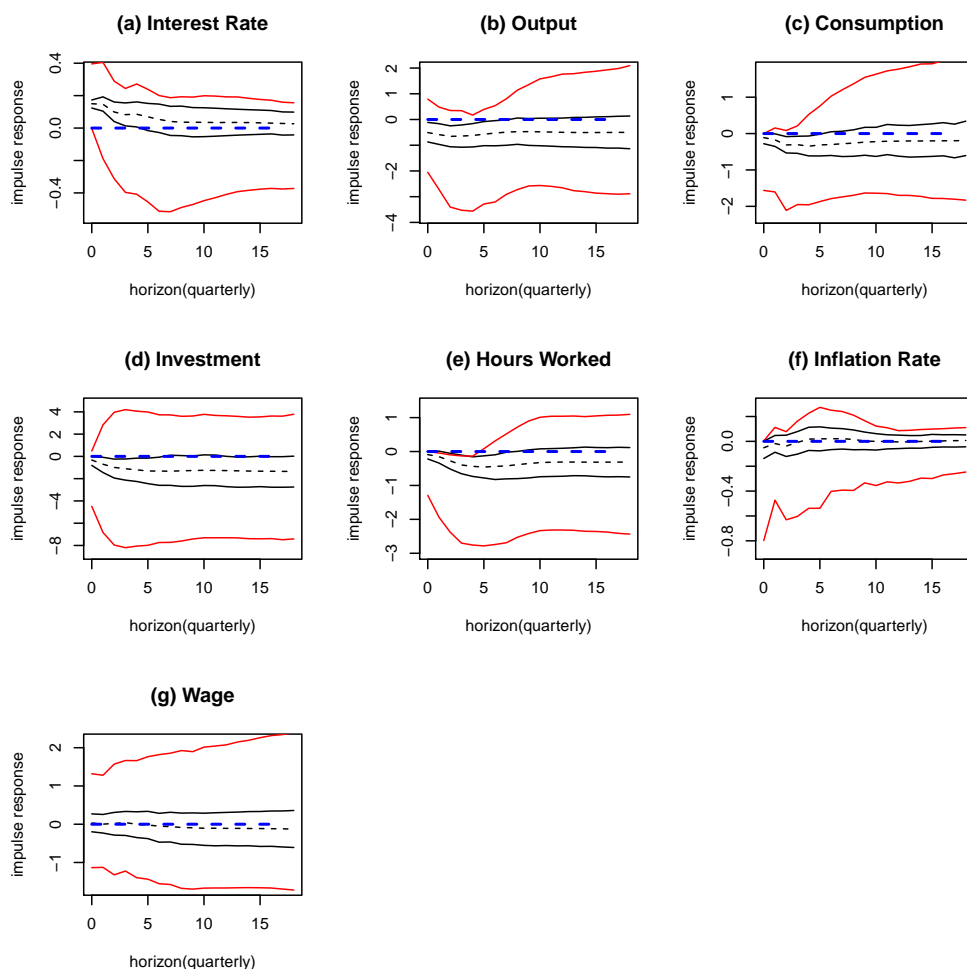 (a) Interest Rate
impulse response
0.4
0.0
−0.4
0 5 10 15
horizon(quarterly)
(b) Output
impulse response
2
1
0
−2
−4
0 5 10 15
horizon(quarterly)
(c) Consumption
impulse response
1
0
−1
−2
0 5 10 15
horizon(quarterly)
(d) Investment
impulse response
4
2
0
−4
−8
0 5 10 15
horizon(quarterly)
(e) Hours Worked
impulse response
1
0
−1
−2
−3
0 5 10 15
horizon(quarterly)
(f) Inflation Rate
impulse response
0.0
−0.4
−0.8
0 5 10 15
horizon(quarterly)
(g) Wage
impulse response
2
1
0
−1
0 5 10 15
horizon(quarterly)